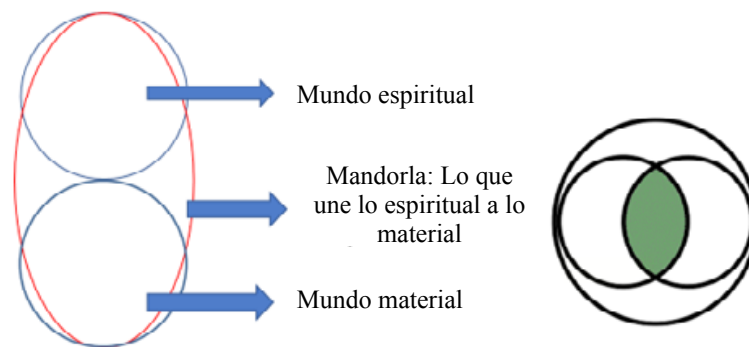 Mundo espiritual
Mandorla: Lo que
une lo espiritual a lo
material
Mundo material